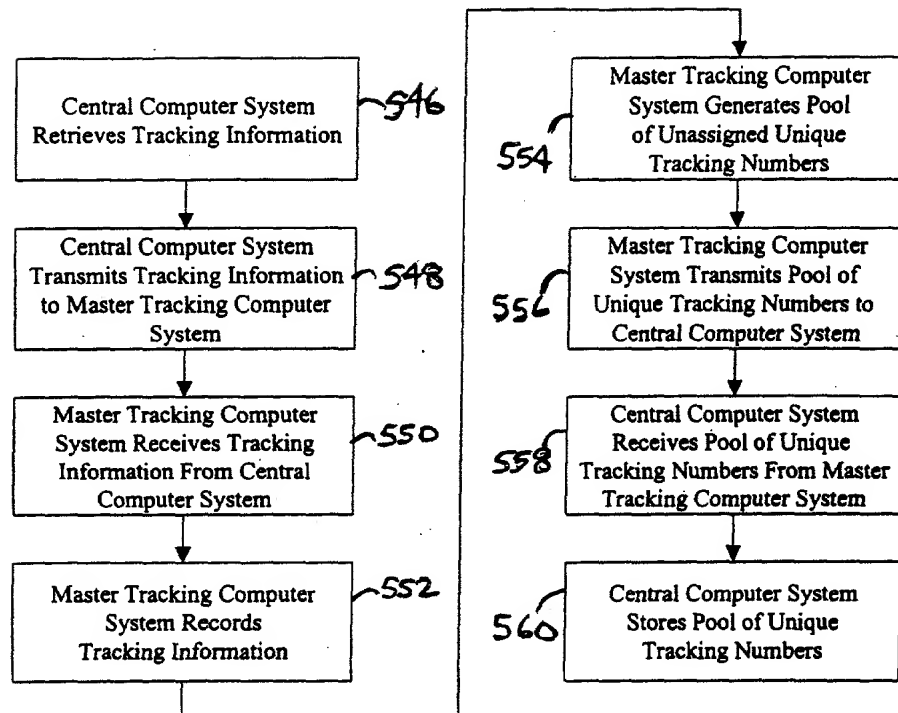 Central Computer System
Retrieves Tracking Information
546
Central Computer System
Transmits Tracking Information
to Master Tracking Computer
System
548
Master Tracking Computer
System Receives Tracking
Information From Central
Computer System
550
Master Tracking Computer
System Records
Tracking Information
552
Master Tracking Computer
System Generates Pool
of Unassigned Unique
Tracking Numbers
554
Master Tracking Computer
System Transmits Pool of
Unique Tracking Numbers to
Central Computer System
556
Central Computer System
Receives Pool of Unique
Tracking Numbers From Master
Tracking Computer System
558
Central Computer System
Stores Pool of Unique
Tracking Numbers
560